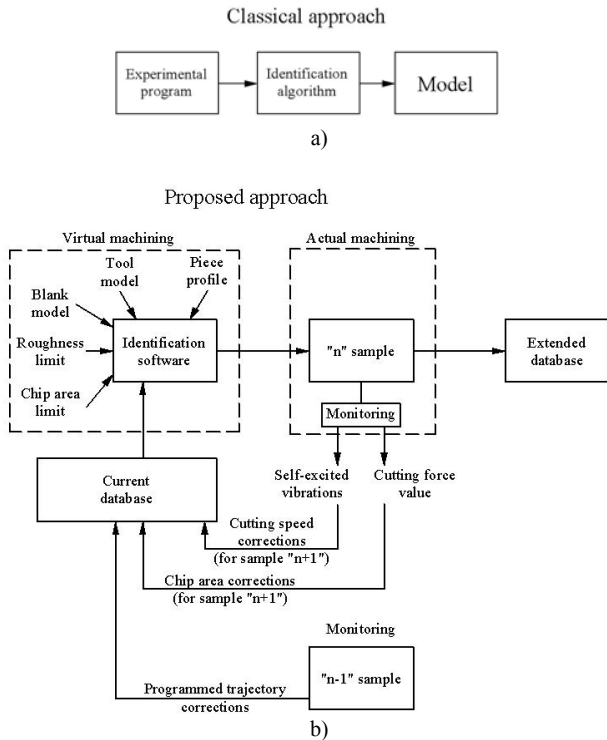 Classical approach
Experimental
program
Identification
algorithm
Model
a)
Proposed approach
Virtual machining
Actual machining
Tool
model
Piece
profile
Blank
model
Roughness
limit
Chip area
limit
Identification
software
"n" sample
Extended
database
Monitoring
Current
database
Self-excited
vibrations
Cutting force
value
Cutting speed
corrections
(for sample "n+1")
Chip area corrections
(for sample "n+1")
Monitoring
"n-1" sample
Programmed trajectory
corrections
b)